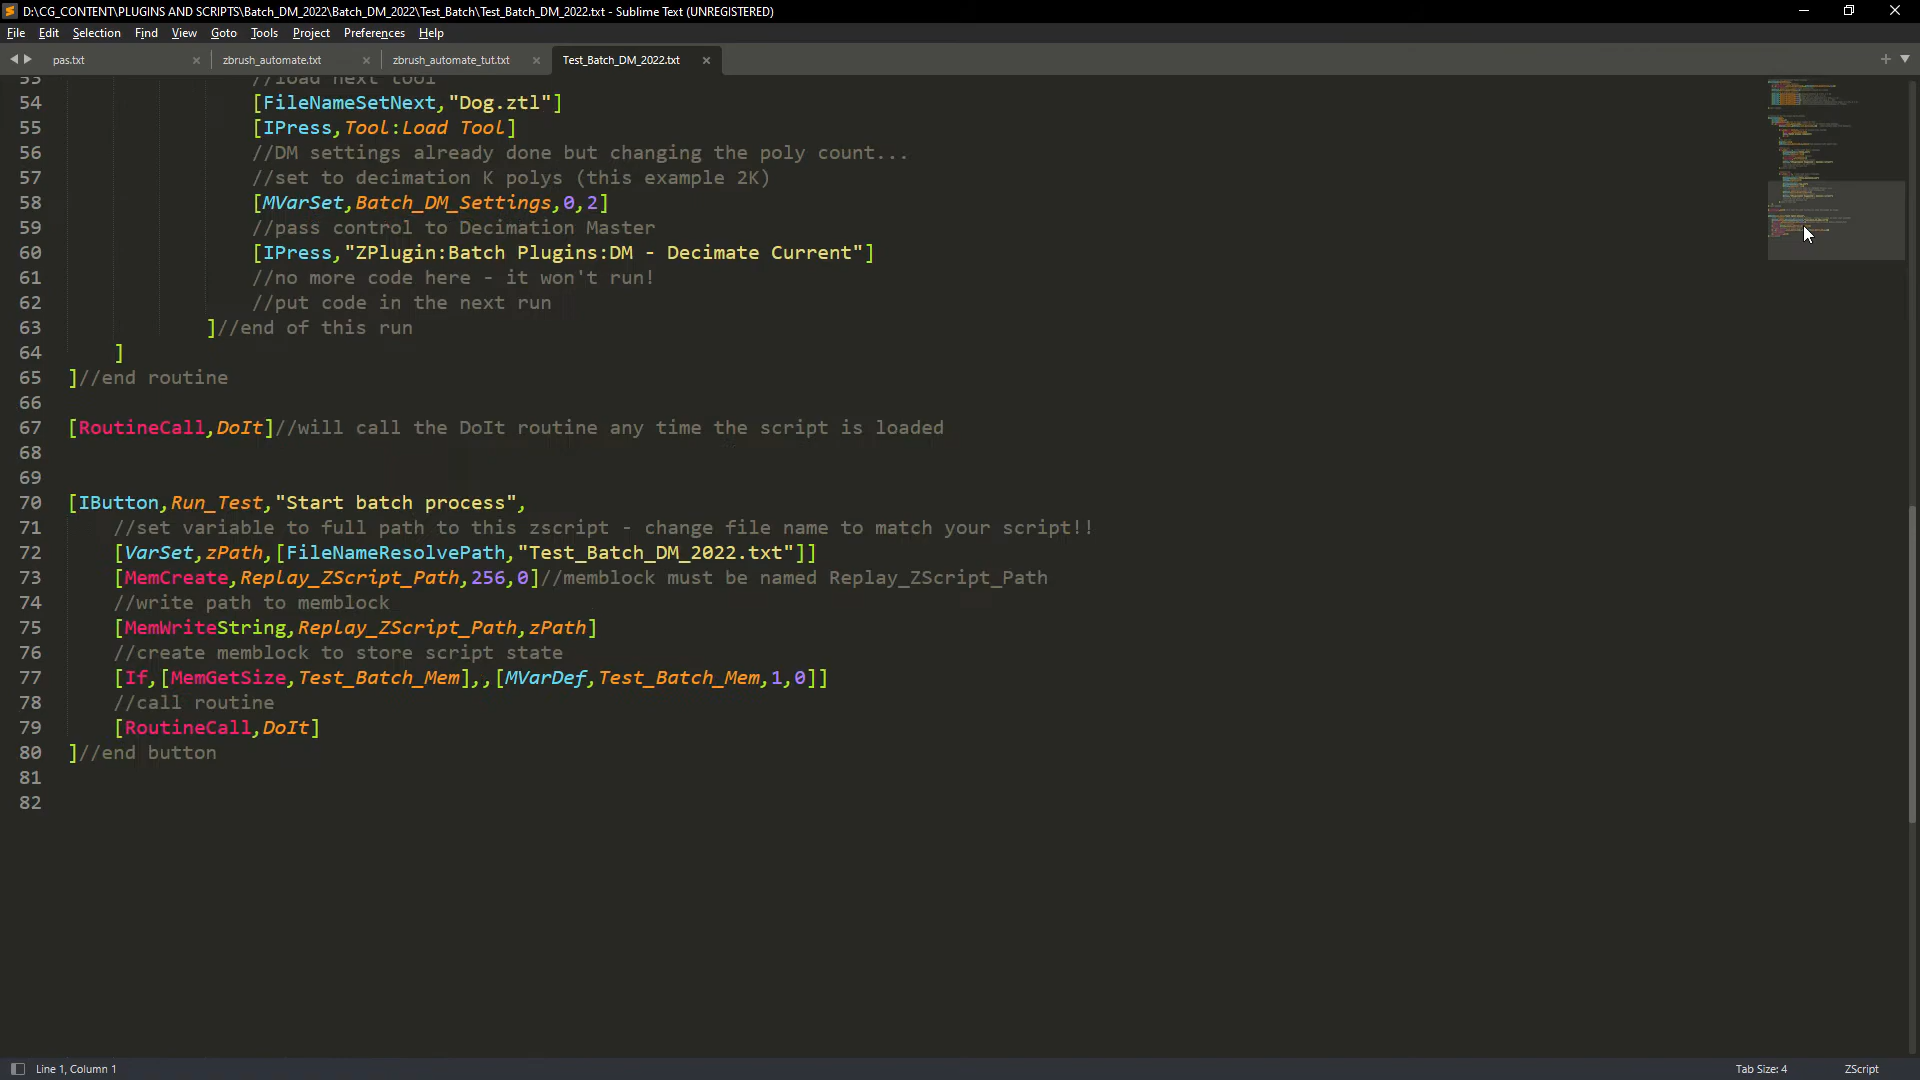 D:\CG_CONTENT\PLUGINS AND SCRIPTS\Batch_DM_2022\Batch_DM_2022\Test_Batch\Test_Batch_DM_2022.txt - Sublime Text (UNREGISTERED)
File Edit Selection Find View Goto Tools Project Preferences Help
pas.txt zbrush_automate.txt zbrush_automate_tut.txt Test_Batch_DM_2022.txt
53 //load next tool
54 [FileNameSetNext,"Dog.ztl"]
55 [IPress,Tool:Load Tool]
56 //DM settings already done but changing the poly count...
57 //set to decimation K polys (this example 2K)
58 [MVarSet,Batch_DM_Settings,0,2]
59 //pass control to Decimation Master
60 [IPress,"ZPlugin:Batch Plugins:DM - Decimate Current"]
61 //no more code here - it won't run!
62 //put code in the next run
63 ]//end of this run
64 ]
65 ]//end routine
66
67 [RoutineCall,DoIt]//will call the DoIt routine any time the script is loaded
68
69
70 [IButton,Run_Test,"Start batch process",
71 //set variable to full path to this zscript - change file name to match your script!!
72 [VarSet,zPath,[FileNameResolvePath,"Test_Batch_DM_2022.txt"]]
73 [MemCreate,Replay_ZScript_Path,256,0]//memblock must be named Replay_ZScript_Path
74 //write path to memblock
75 [MemWriteString,Replay_ZScript_Path,zPath]
76 //create memblock to store script state
77 [If,[MemGetSize,Test_Batch_Mem],,[MVarDef,Test_Batch_Mem,1,0]]
78 //call routine
79 [RoutineCall,DoIt]
80 ]//end button
81
82
Line 1, Column 1 Tab Size: 4 ZScript